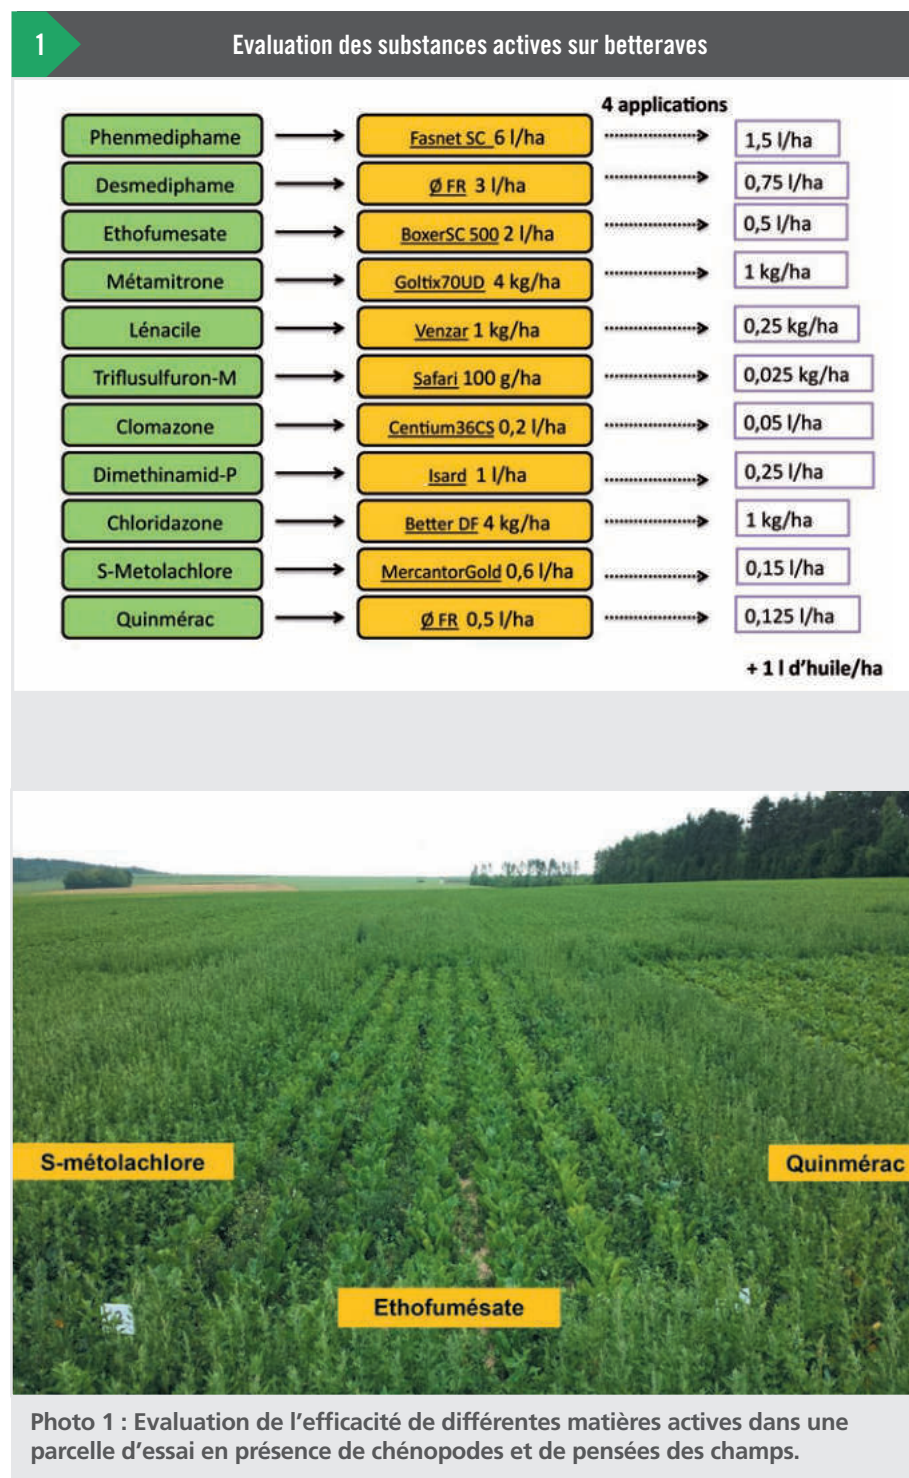 1
Evaluation des substances actives sur betteraves
4 applications
Phenmediphame Fasnet SC 6 l/ha 1,5 l/ha
Desmediphame Ø FR 3 l/ha 0,75 l/ha
Ethofumesate BoxerSC 500 2 l/ha 0,5 l/ha
Métamitrone Goltix70UD 4 kg/ha 1 kg/ha
Lénacile Venzar 1 kg/ha 0,25 kg/ha
Triflusulfuron-M Safari 100 g/ha 0,025 kg/ha
Clomazone Centium36CS 0,2 l/ha 0,05 l/ha
Dimethinamid-P Isard 1 l/ha 0,25 l/ha
Chloridazone Better DF 4 kg/ha 1 kg/ha
S-Metolachlore MercantorGold 0,6 l/ha 0,15 l/ha
Quinmérac Ø FR 0,5 l/ha 0,125 l/ha
+ 1 l d'huile/ha
S-métolachlore
Quinmérac
Ethofumésate
Photo 1 : Evaluation de l'efficacité de différentes matières actives dans une
parcelle d'essai en présence de chénopodes et de pensées des champs.